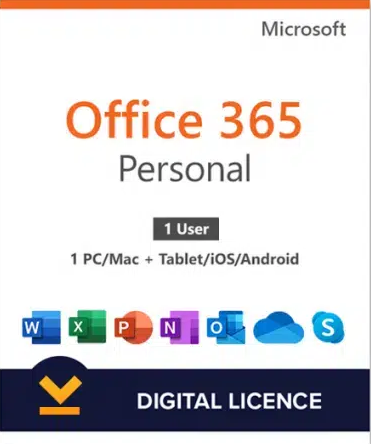 Microsoft
Office 365
Personal
1 User
1 PC/Mac + Tablet/iOS/Android
W X P N O S
DIGITAL LICENCE